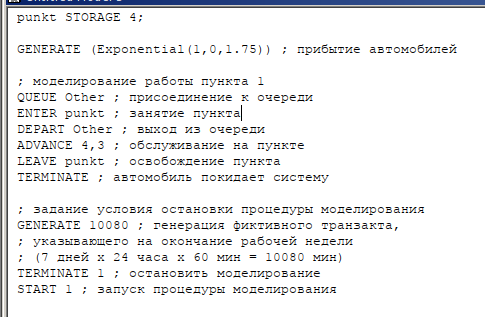 punkt STORAGE 4;
GENERATE (Exponential(1,0,1.75)) ; прибытие автомобилей
; моделирование работы пункта 1
QUEUE Other ; присоединение к очереди
ENTER punkt ; занятие пункта
DEPART Other ; выход из очереди
ADVANCE 4,3 ; обслуживание на пункте
LEAVE punkt ; освобождение пункта
TERMINATE ; автомобиль покидает систему
; задание условия остановки процедуры моделирования
GENERATE 10080 ; генерация фиктивного транзакта,
; указывающего на окончание рабочей недели
; (7 дней х 24 часа х 60 мин = 10080 мин)
TERMINATE 1 ; остановить моделирование
START 1 ; запуск процедуры моделирования